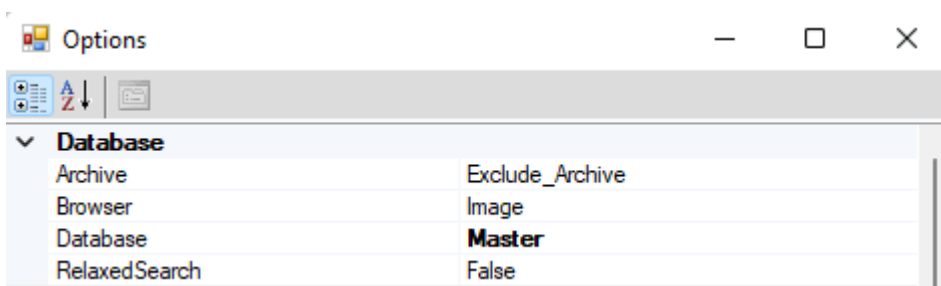 Options
Database
Archive Exclude_Archive
Browser Image
Database Master
RelaxedSearch False